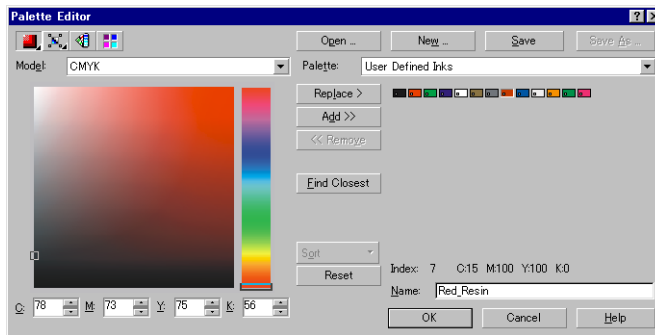 Palette Editor
Open ... New ... Save Save As ...
Model: CMYK Palette: User Defined Inks
Replace >
Add >>
<< Remove
Find Closest
Sort
Reset
Index: 7 C:15 M:100 Y:100 K:0
Name: Red_Resin
C: 78 M: 73 Y: 75 K: 56
OK Cancel Help